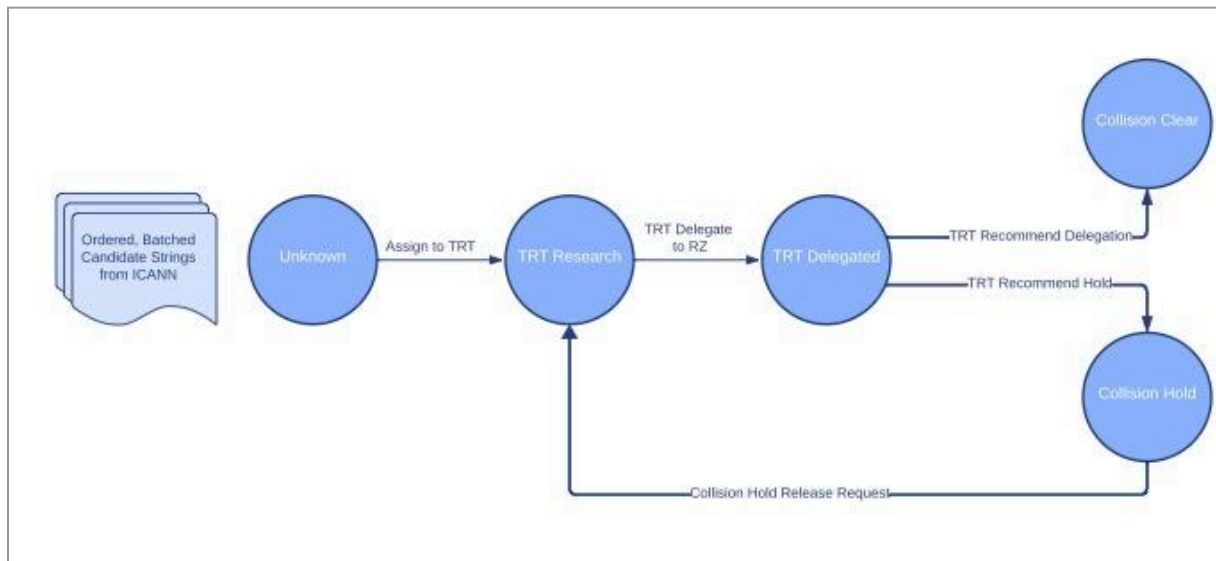 Collision Clear
Ordered, Batched
Candidate Strings
from ICANN
Unknown
Assign to TRT
TRT Research
TRT Delegate
to RZ
TRT Delegated
TRT Recommend Delegation
TRT Recommend Hold
Collision Hold
Collision Hold Release Request